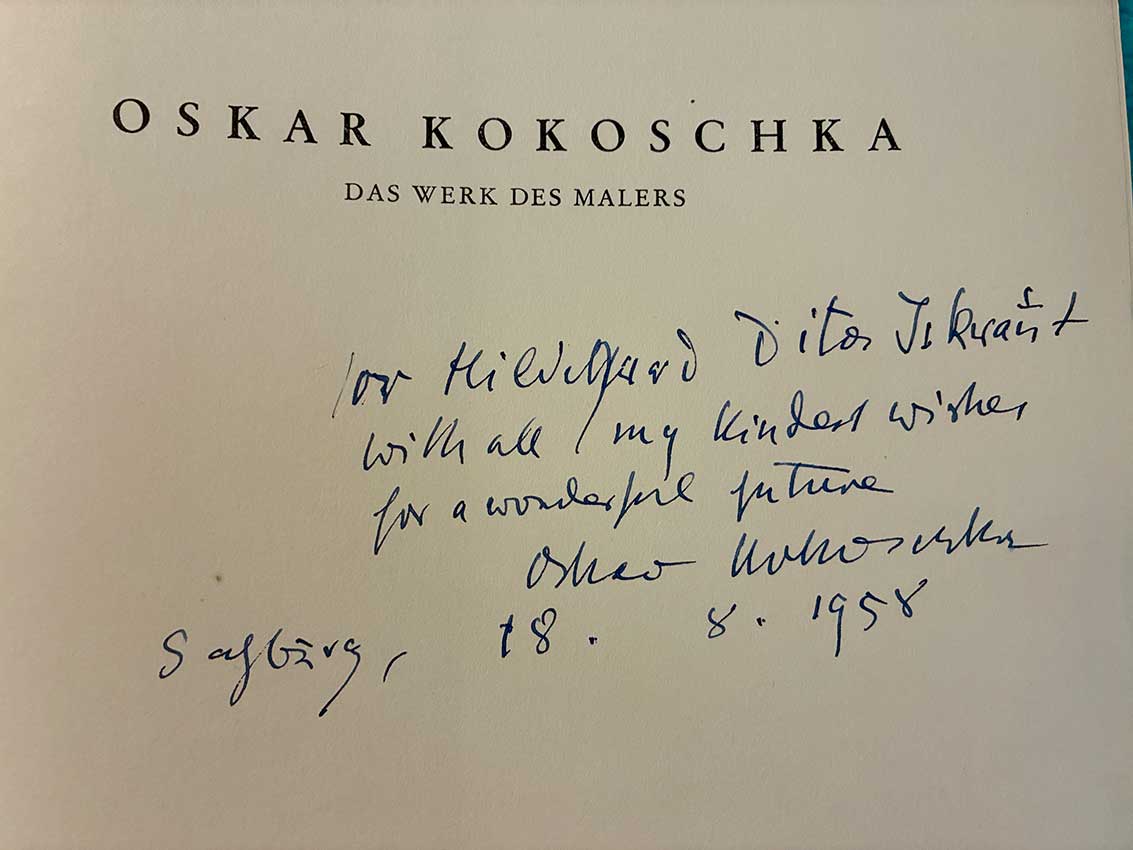 OSKAR KOKOSCHKA
DAS WERK DES MALERS
for Hildegard
with all my kindest wishes
for a wonderful future
Oskar Kokoschka
Salzburg, 18. 8. 1958